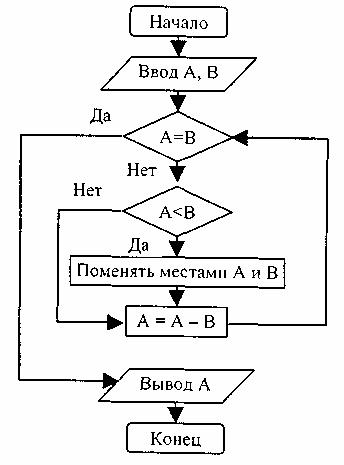 Начало
Ввод А, В
Да
А=В
Нет
Нет
А<В
Да
Поменять местами А и В
А = А – В
Вывод А
Конец